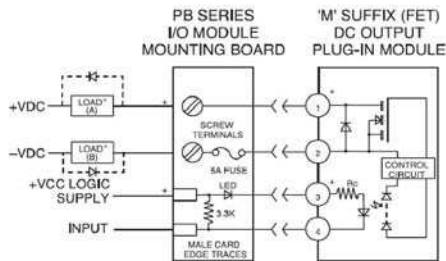 PB SERIES
I/O MODULE
MOUNTING BOARD
'M' SUFFIX (FET)
DC OUTPUT
PLUG-IN MODULE
+VDC
LOAD*
(A)
+
SCREW
TERMINALS
1
+
–VDC
LOAD*
(B)
5A FUSE
2
CONTROL
CIRCUIT
+VCC LOGIC
SUPPLY
+
LED
3.3K
3
+
Rc
INPUT
4
MALE CARD
EDGE TRACES